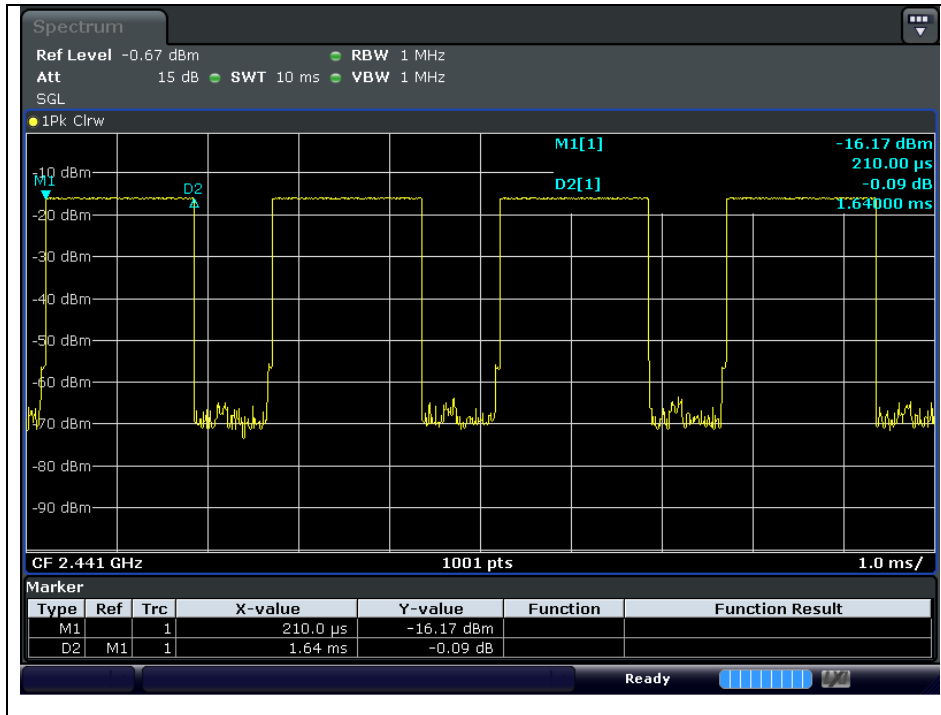 Spectrum
Ref Level -0.67 dBm RBW 1 MHz
Att 15 dB SWT 10 ms VBW 1 MHz
SGL
1Pk Clrw
M1[1] -16.17 dBm
210.00 µs
D2[1] -0.09 dB
1.64000 ms
M1
D2
-10 dBm
-20 dBm
-30 dBm
-40 dBm
-50 dBm
-60 dBm
-70 dBm
-80 dBm
-90 dBm
CF 2.441 GHz 1001 pts 1.0 ms/
Marker
Type Ref Trc X-value Y-value Function Function Result
M1 1 210.0 µs -16.17 dBm
D2 M1 1 1.64 ms -0.09 dB
Ready